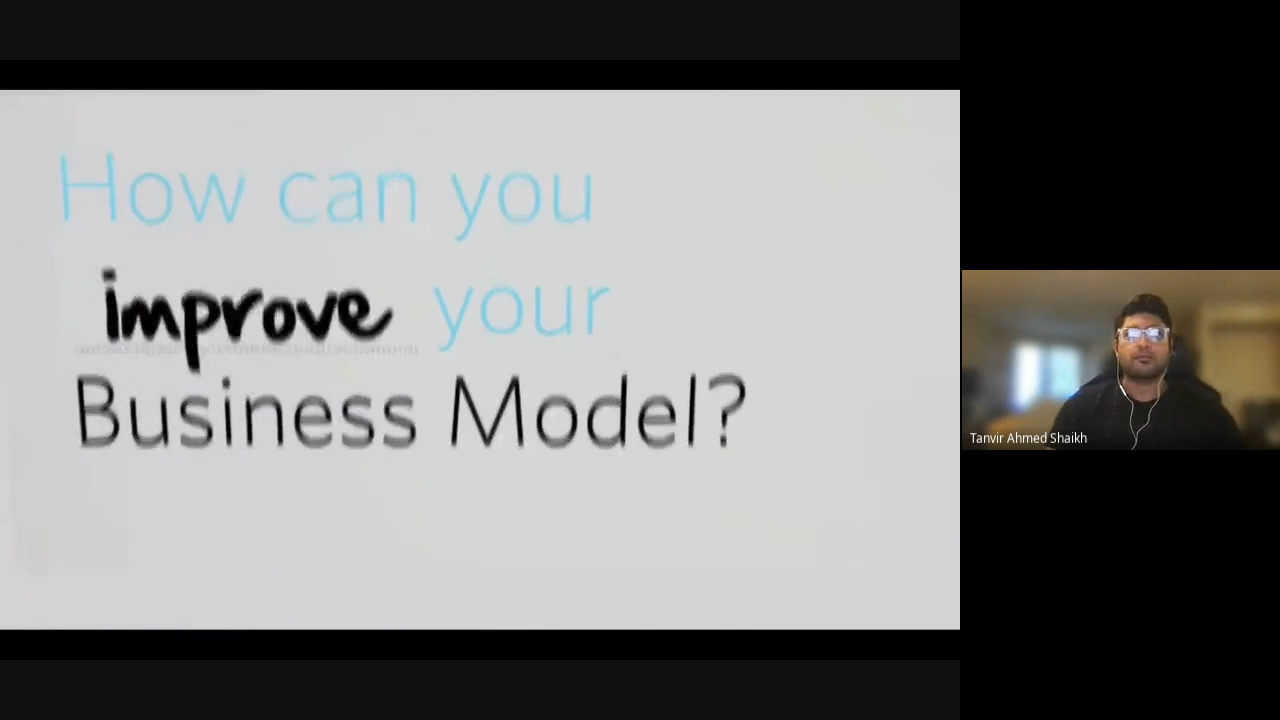 How can you
improve your
Business Model?
Tanvir Ahmed Shaikh